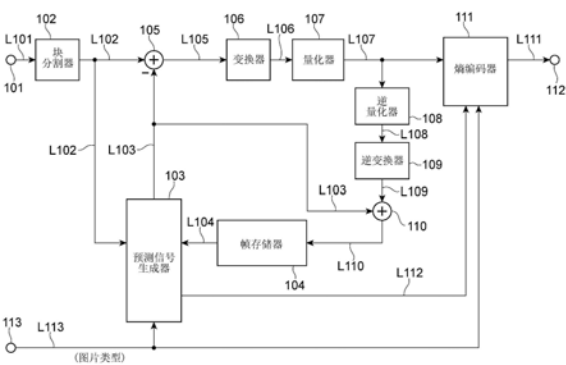 102
106
107
111
L101
块
分割器
L102
105
L105
变换器
L106
量化器
L107
熵编码器
L111
101
−
112
逆
量化器
108
L108
L102
L103
逆变换器
109
L109
103
L103
110
预测信号
生成器
L104
帧存储器
104
L110
L112
113
L113
(图片类型)